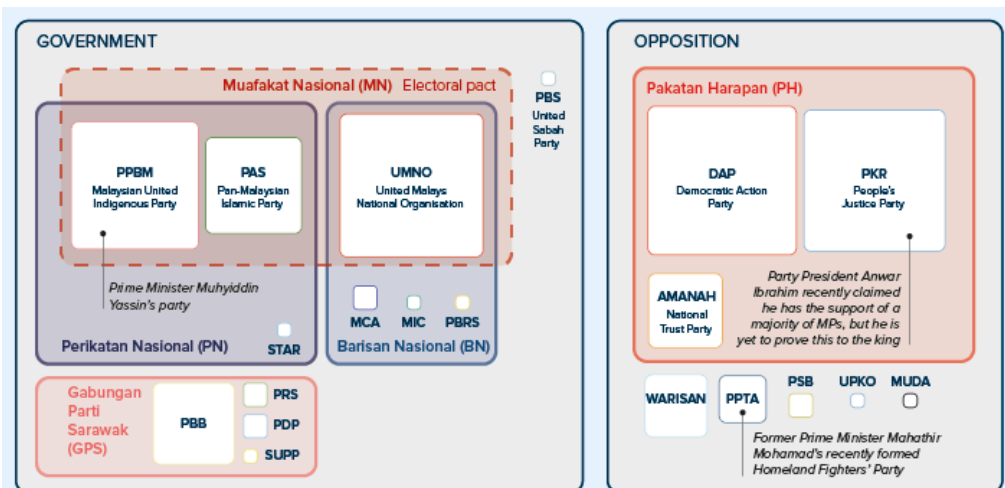 GOVERNMENT
Muafakat Nasional (MN) Electoral pact
PBS
United
Sabah
Party
PPBM
Malaysian United
Indigenous Party
PAS
Pan-Malaysian
Islamic Party
UMNO
United Malays
National Organisation
Prime Minister Muhyiddin
Yassin's party
STAR
Perikatan Nasional (PN)
MCA
MIC
PBRS
Barisan Nasional (BN)
Gabungan
Parti
Sarawak
(GPS)
PBB
PRS
PDP
SUPP
OPPOSITION
Pakatan Harapan (PH)
DAP
Democratic Action
Party
PKR
People's
Justice Party
AMANAH
National
Trust Party
Party President Anwar
Ibrahim recently claimed
he has the support of a
majority of MPs, but he is
yet to prove this to the king
WARISAN
PPTA
PSB
UPKO
MUDA
Former Prime Minister Mahathir
Mohamad's recently formed
Homeland Fighters' Party